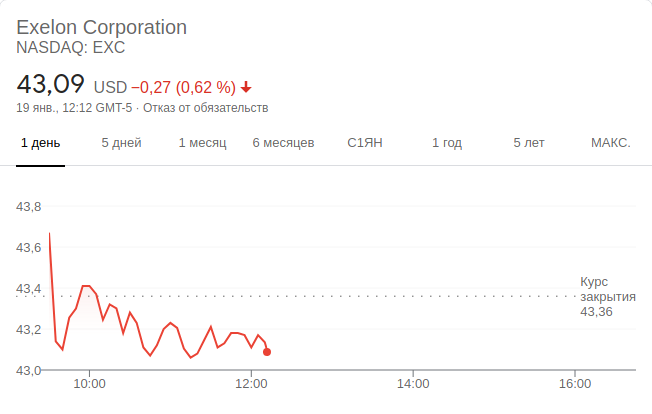 Exelon Corporation
NASDAQ: EXC
43,09 USD −0,27 (0,62 %)
19 янв., 12:12 GMT-5 · Отказ от обязательств
1 день 5 дней 1 месяц 6 месяцев С1ЯН 1 год 5 лет МАКС.
43,8
43,6
43,4
43,2
43,0
Курс
закрытия
43,36
10:00 12:00 14:00 16:00